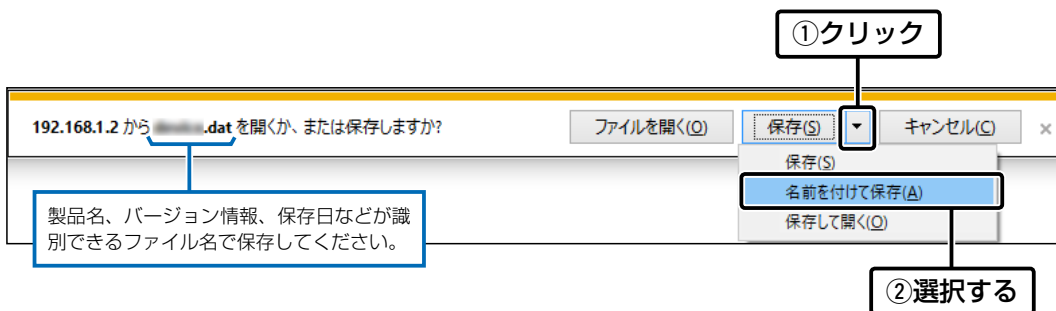 ①クリック
192.168.1.2 から .dat を開くか、または保存しますか?
ファイルを開く(O)
保存(S)
キャンセル(C)
×
保存(S)
名前を付けて保存(A)
保存して開く(O)
製品名、バージョン情報、保存日などが識
別できるファイル名で保存してください。
②選択する